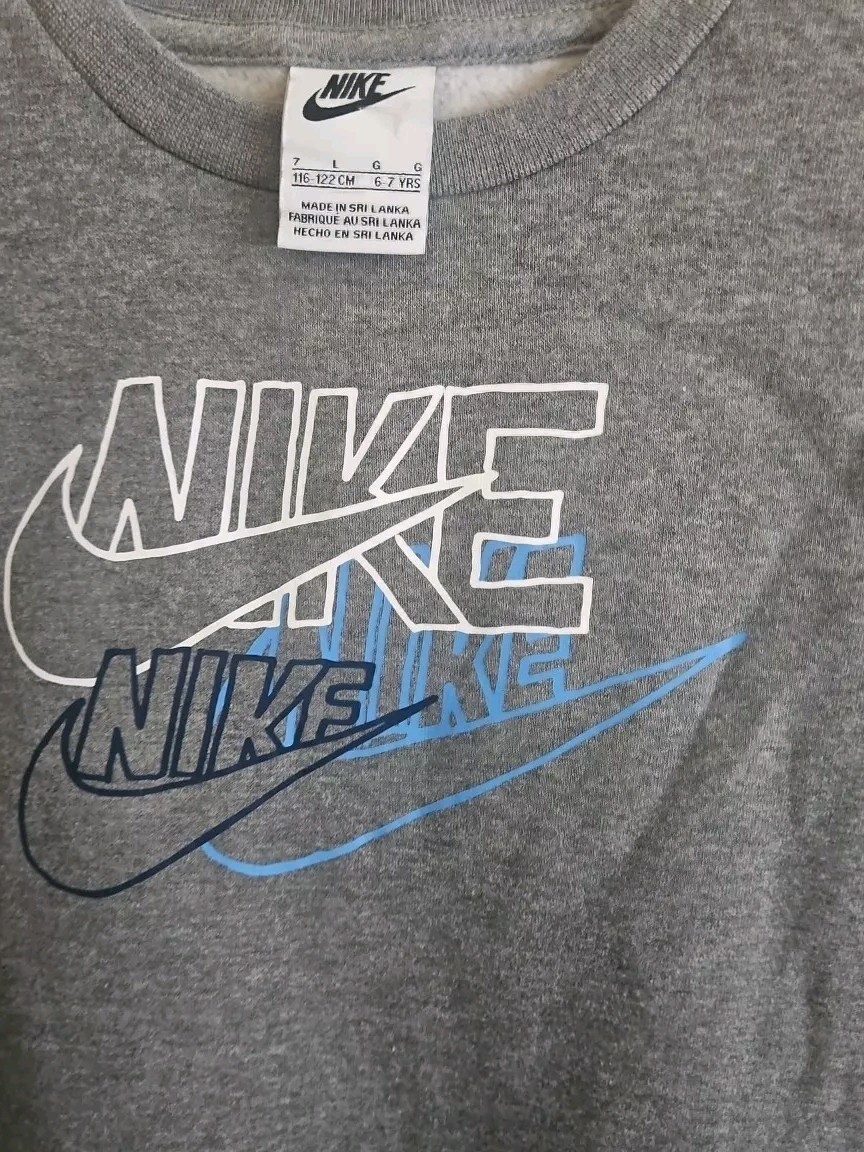 NIKE
7 L G G
116-122 CM 6-7 YRS
MADE IN SRI LANKA
FABRIQUE AU SRI LANKA
HECHO EN SRI LANKA
NIKE
NIKE
NIKE